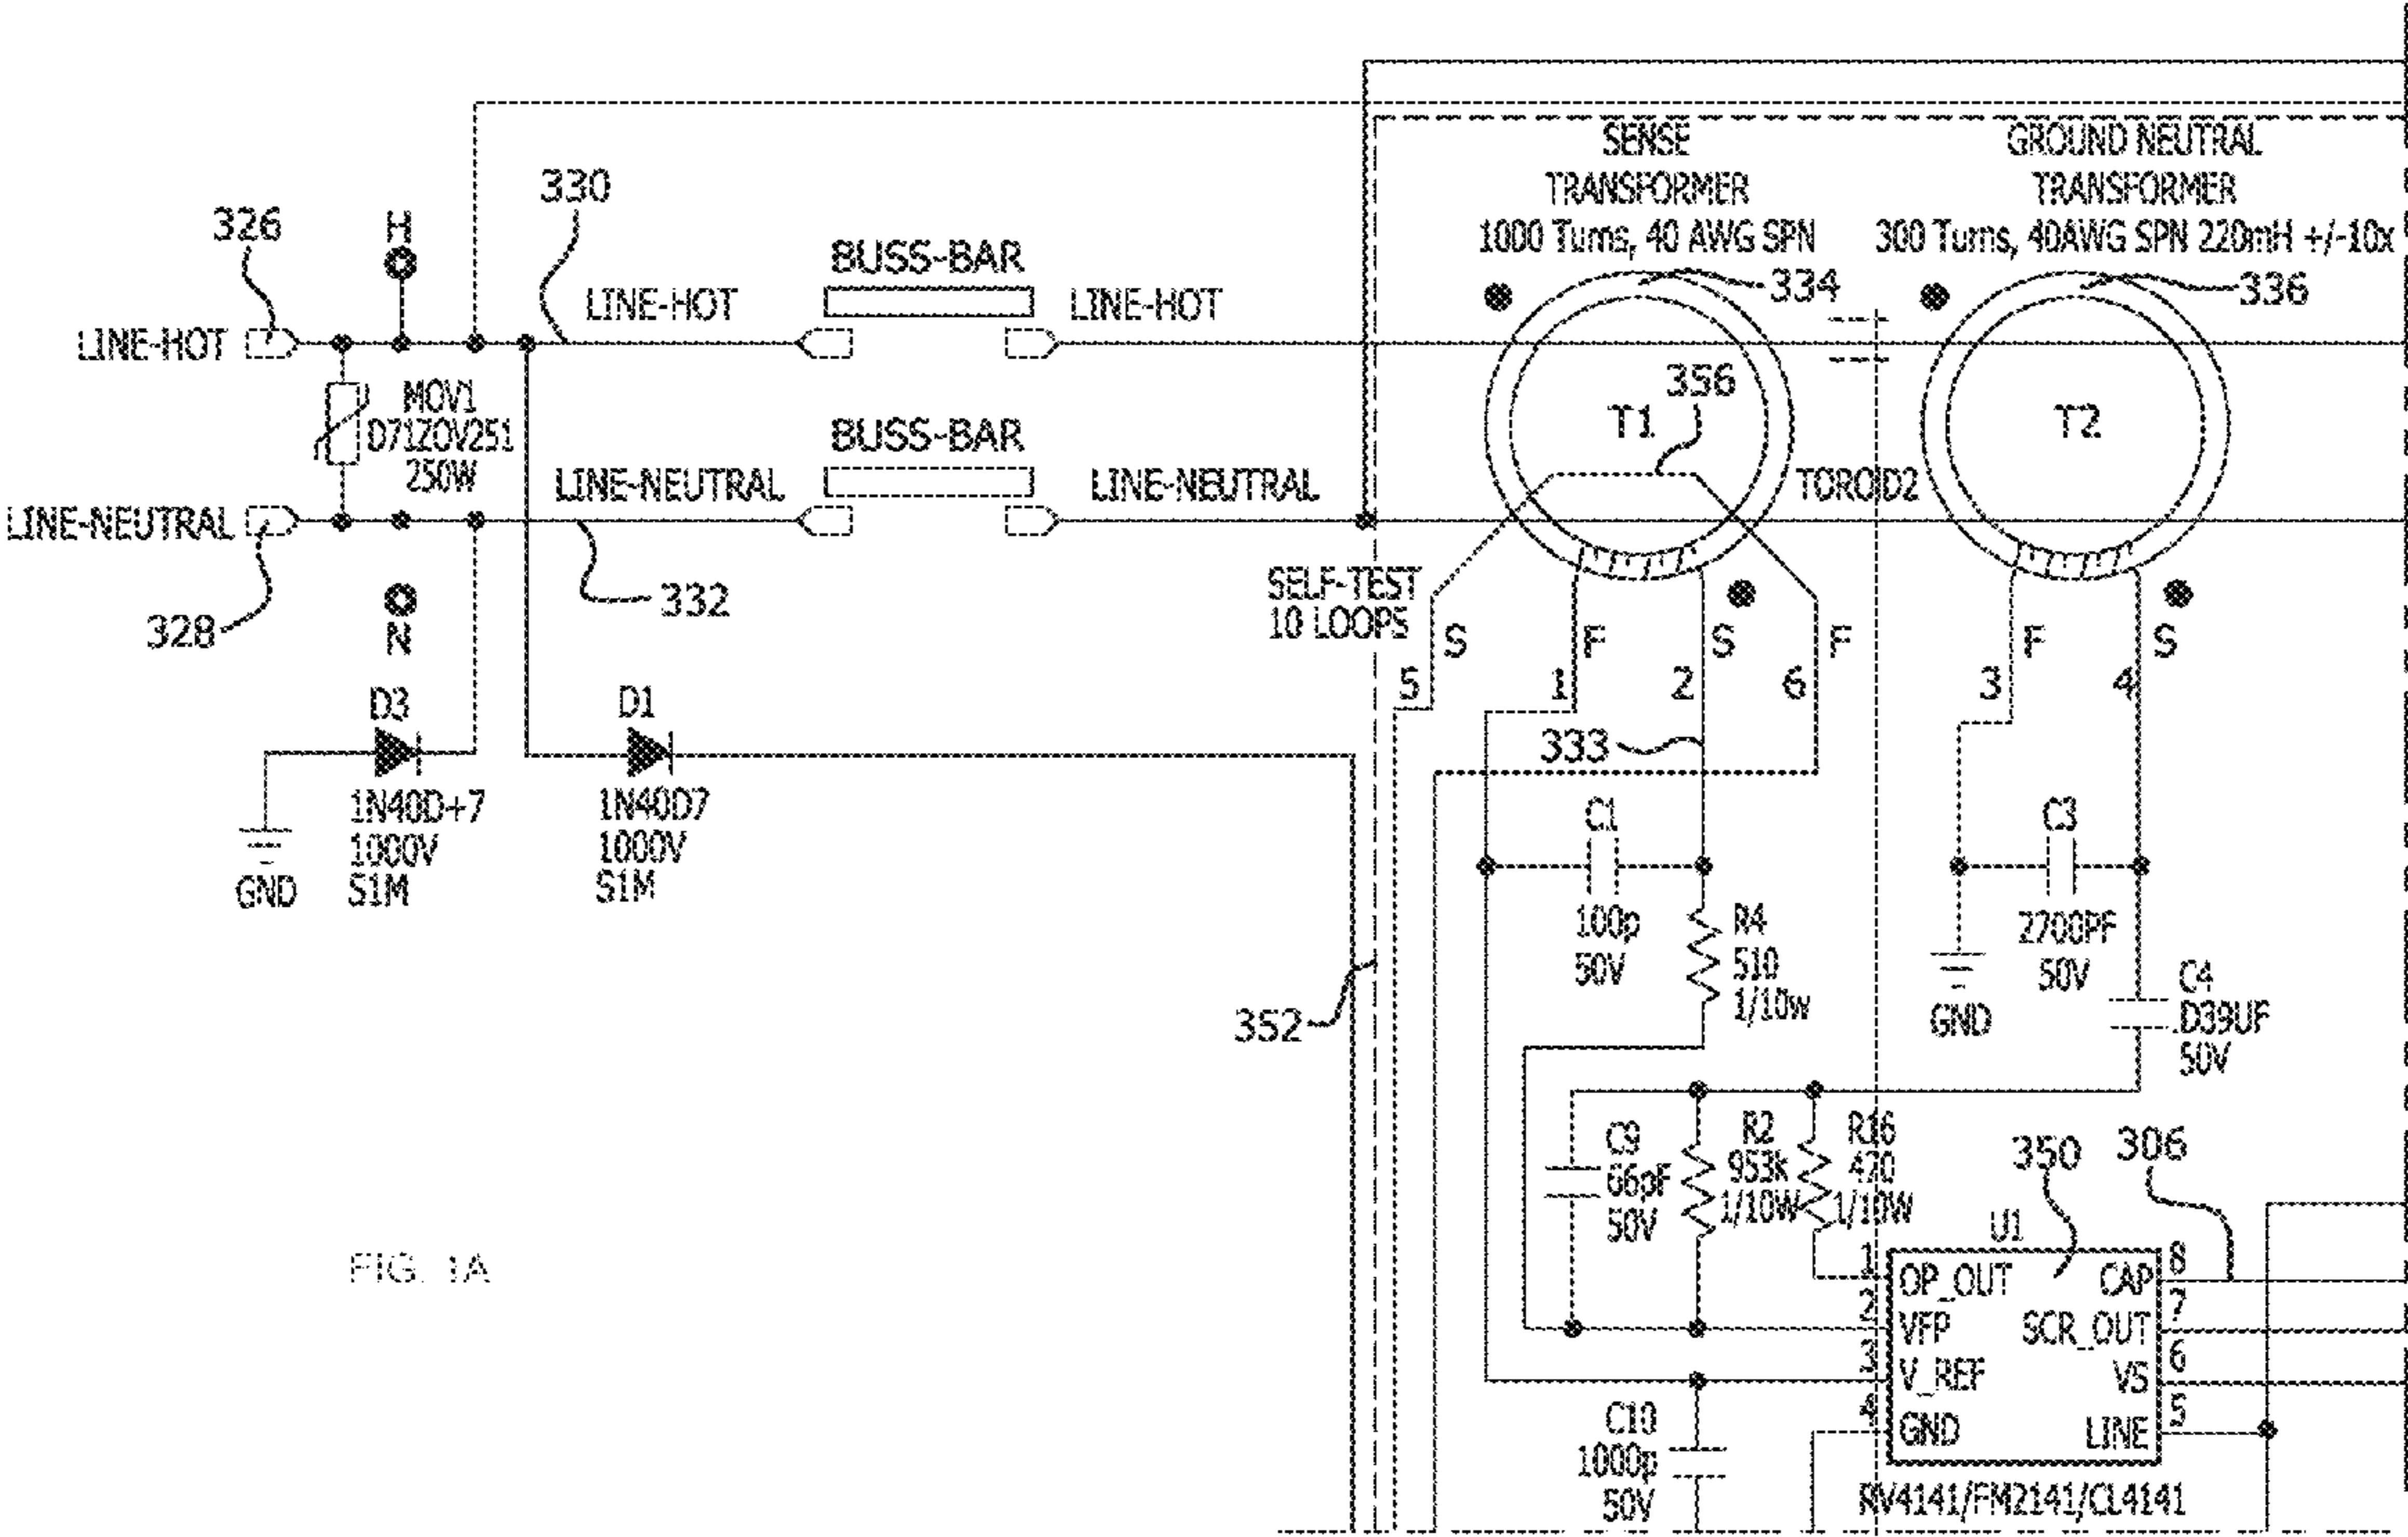 SENSE
TRANSFORMER
1000 Turns, 40 AWG SPN
GROUND NEUTRAL
TRANSFORMER
300 Turns, 40AWG SPN 220mH +/-10x
330
326
H
BUSS-BAR
334
336
LINE-HOT
LINE-HOT
LINE-HOT
356
MOV1
D71ZOV251
250W
BUSS-BAR
T1
T2
LINE-NEUTRAL
LINE-NEUTRAL
TOROID2
LINE-NEUTRAL
SELF-TEST
10 LOOPS
332
328
N
S
F
S
F
F
S
5
1
2
6
3
4
D3
D1
333
1N40D+7
1000V
S1M
1N40D7
1000V
S1M
GND
C1
100p
50V
R4
510
1/10w
C3
2700PF
50V
GND
C4
.D39UF
50V
352
C9
66pF
50V
R2
953k
1/10W
R16
470
1/10W
350
306
U1
FIG. 1A
1
OP_OUT
CAP
8
2
VFP
SCR_OUT
7
3
V_REF
VS
6
4
GND
LINE
5
C10
1000p
50V
RV4141/FM2141/CL4141